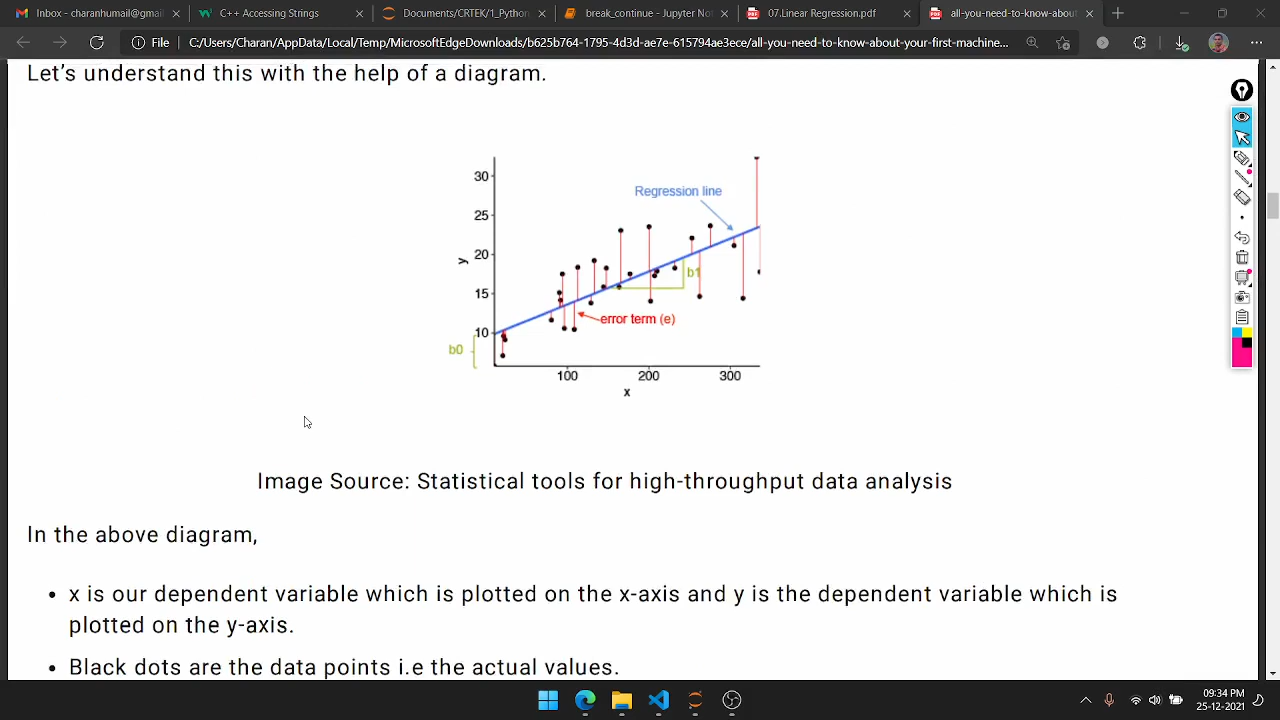 M Inbox - charanhumai@gmail
C++ Accessing Strings
Documents/CRTEK/1_Python
break_continue - Jupyter No
07.Linear Regression.pdf
all-you-need-to-know-about
File
C:/Users/Charan/AppData/Local/Temp/MicrosoftEdgeDownloads/b625b764-1795-4d3d-ae7e-615794ae3ece/all-you-need-to-know-about-your-first-machine...
Let's understand this with the help of a diagram.
30
25
20
15
10
y
Regression line
b1
error term (e)
b0
100 200 300
x
Image Source: Statistical tools for high-throughput data analysis
In the above diagram,
• x is our dependent variable which is plotted on the x-axis and y is the dependent variable which is
plotted on the y-axis.
• Black dots are the data points i.e the actual values.
09:34 PM
25-12-2021